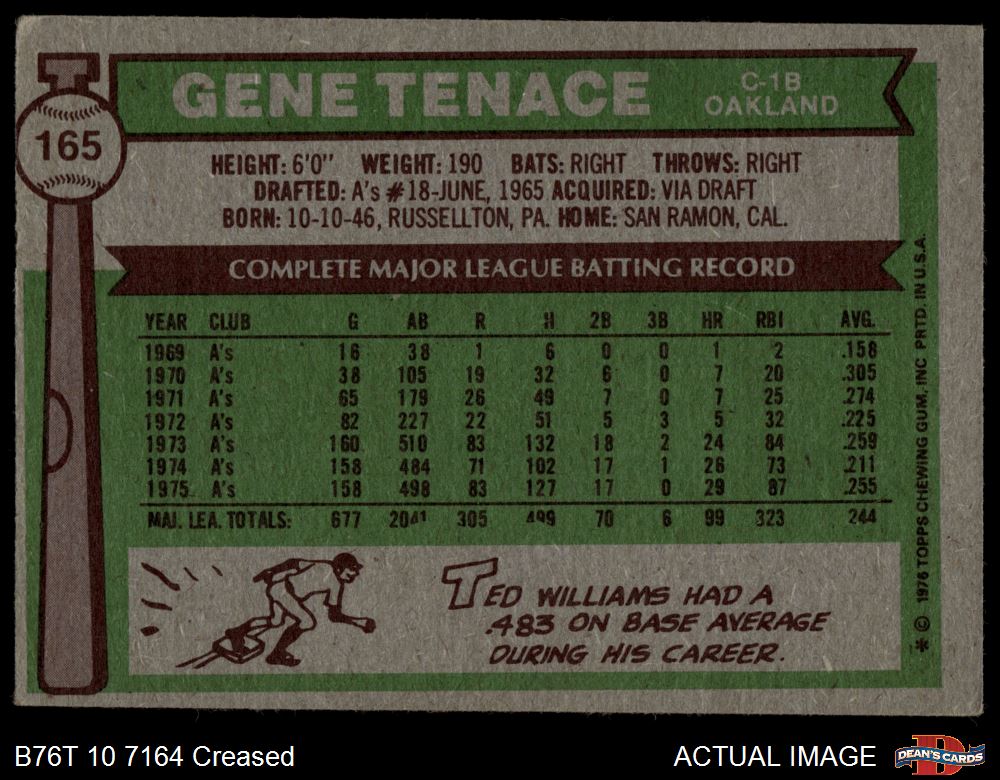 165
GENE TENACE
C-1B
OAKLAND
HEIGHT: 6'0" WEIGHT: 190 BATS: RIGHT THROWS: RIGHT
DRAFTED: A's #18-JUNE, 1965 ACQUIRED: VIA DRAFT
BORN: 10-10-46, RUSSELLTON, PA. HOME: SAN RAMON, CAL.
COMPLETE MAJOR LEAGUE BATTING RECORD
YEAR CLUB G AB R H 2B 3B HR RBI AVG.
1969 A's 16 38 1 6 0 0 1 2 .158
1970 A's 38 105 19 32 6 0 7 20 .305
1971 A's 65 179 26 49 7 0 7 25 .274
1972 A's 82 227 22 51 5 3 5 32 .225
1973 A's 160 510 83 132 18 2 24 84 .259
1974 A's 158 484 71 102 17 1 26 73 .211
1975 A's 158 498 83 127 17 0 29 87 .255
MAJ. LEA. TOTALS: 677 2041 305 499 70 6 99 323 .244
TED WILLIAMS HAD A
.483 ON BASE AVERAGE
DURING HIS CAREER.
* © 1976 TOPPS CHEWING GUM, INC PRTD. IN U.S.A.
B76T 10 7164 Creased
ACTUAL IMAGE
DEAN'S CARDS